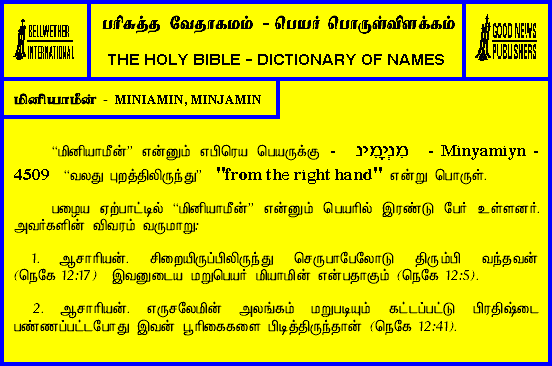 BELLWETHER
INTERNATIONAL
பரிசுத்த வேதாகமம் - பெயர் பொருள்விளக்கம்
THE HOLY BIBLE - DICTIONARY OF NAMES
GOOD NEWS
PUBLISHERS
மினியாமீன் - MINIAMIN, MINJAMIN
“மினியாமீன்” என்னும் எபிரெய பெயருக்கு - מִנְיָמִינ - Minyamiyn -
4509 “வலது புறத்திலிருந்து” "from the right hand" என்று பொருள்.
பழைய ஏற்பாட்டில் “மினியாமீன்” என்னும் பெயரில் இரண்டு பேர் உள்ளனர்.
அவர்களின் விவரம் வருமாறு:
1. ஆசாரியன். சிறையிருப்பிலிருந்து செருபாபேலோடு திரும்பி வந்தவன்
(நெகே 12:17) இவனுடைய மறுபெயர் மியாமின் என்பதாகும் (நெகே 12:5).
2. ஆசாரியன். எருசலேமின் அலங்கம் மறுபடியும் கட்டப்பட்டு பிரதிஷ்டை
பண்ணப்பட்டபோது இவன் பூரிகைகளை பிடித்திருந்தான் (நெகே 12:41).